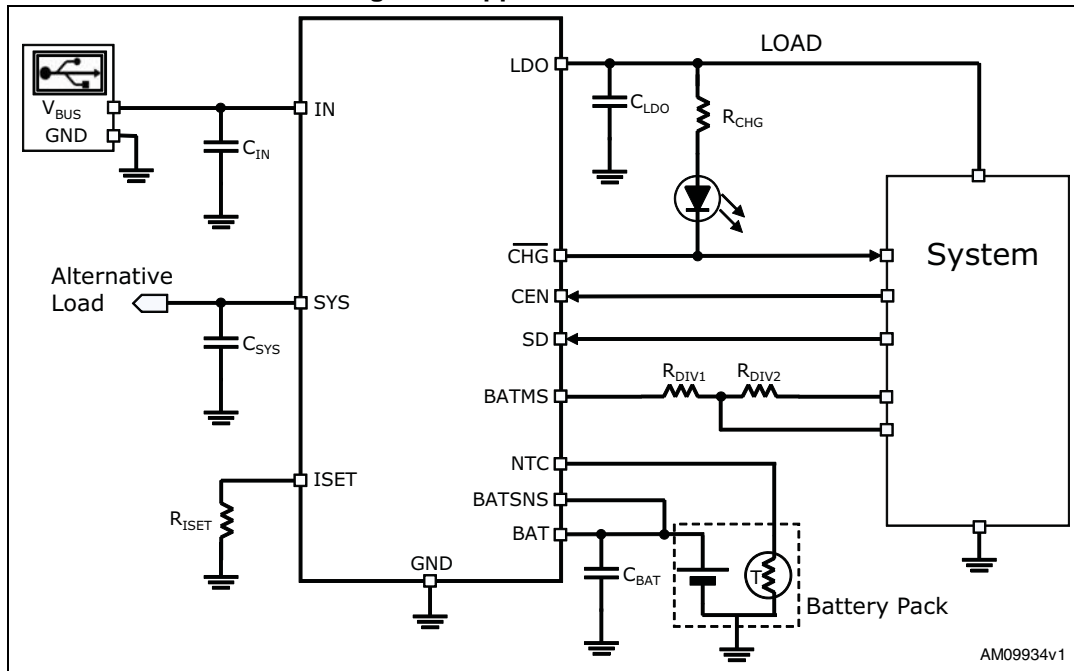 LOAD
LDO
V_BUS
GND
IN
C_IN
C_LDO
R_CHG
CHG
System
Alternative
Load
SYS
CEN
C_SYS
SD
BATMS
R_DIV1
R_DIV2
NTC
ISET
BATSNS
R_ISET
BAT
GND
C_BAT
T
Battery Pack
AM09934v1